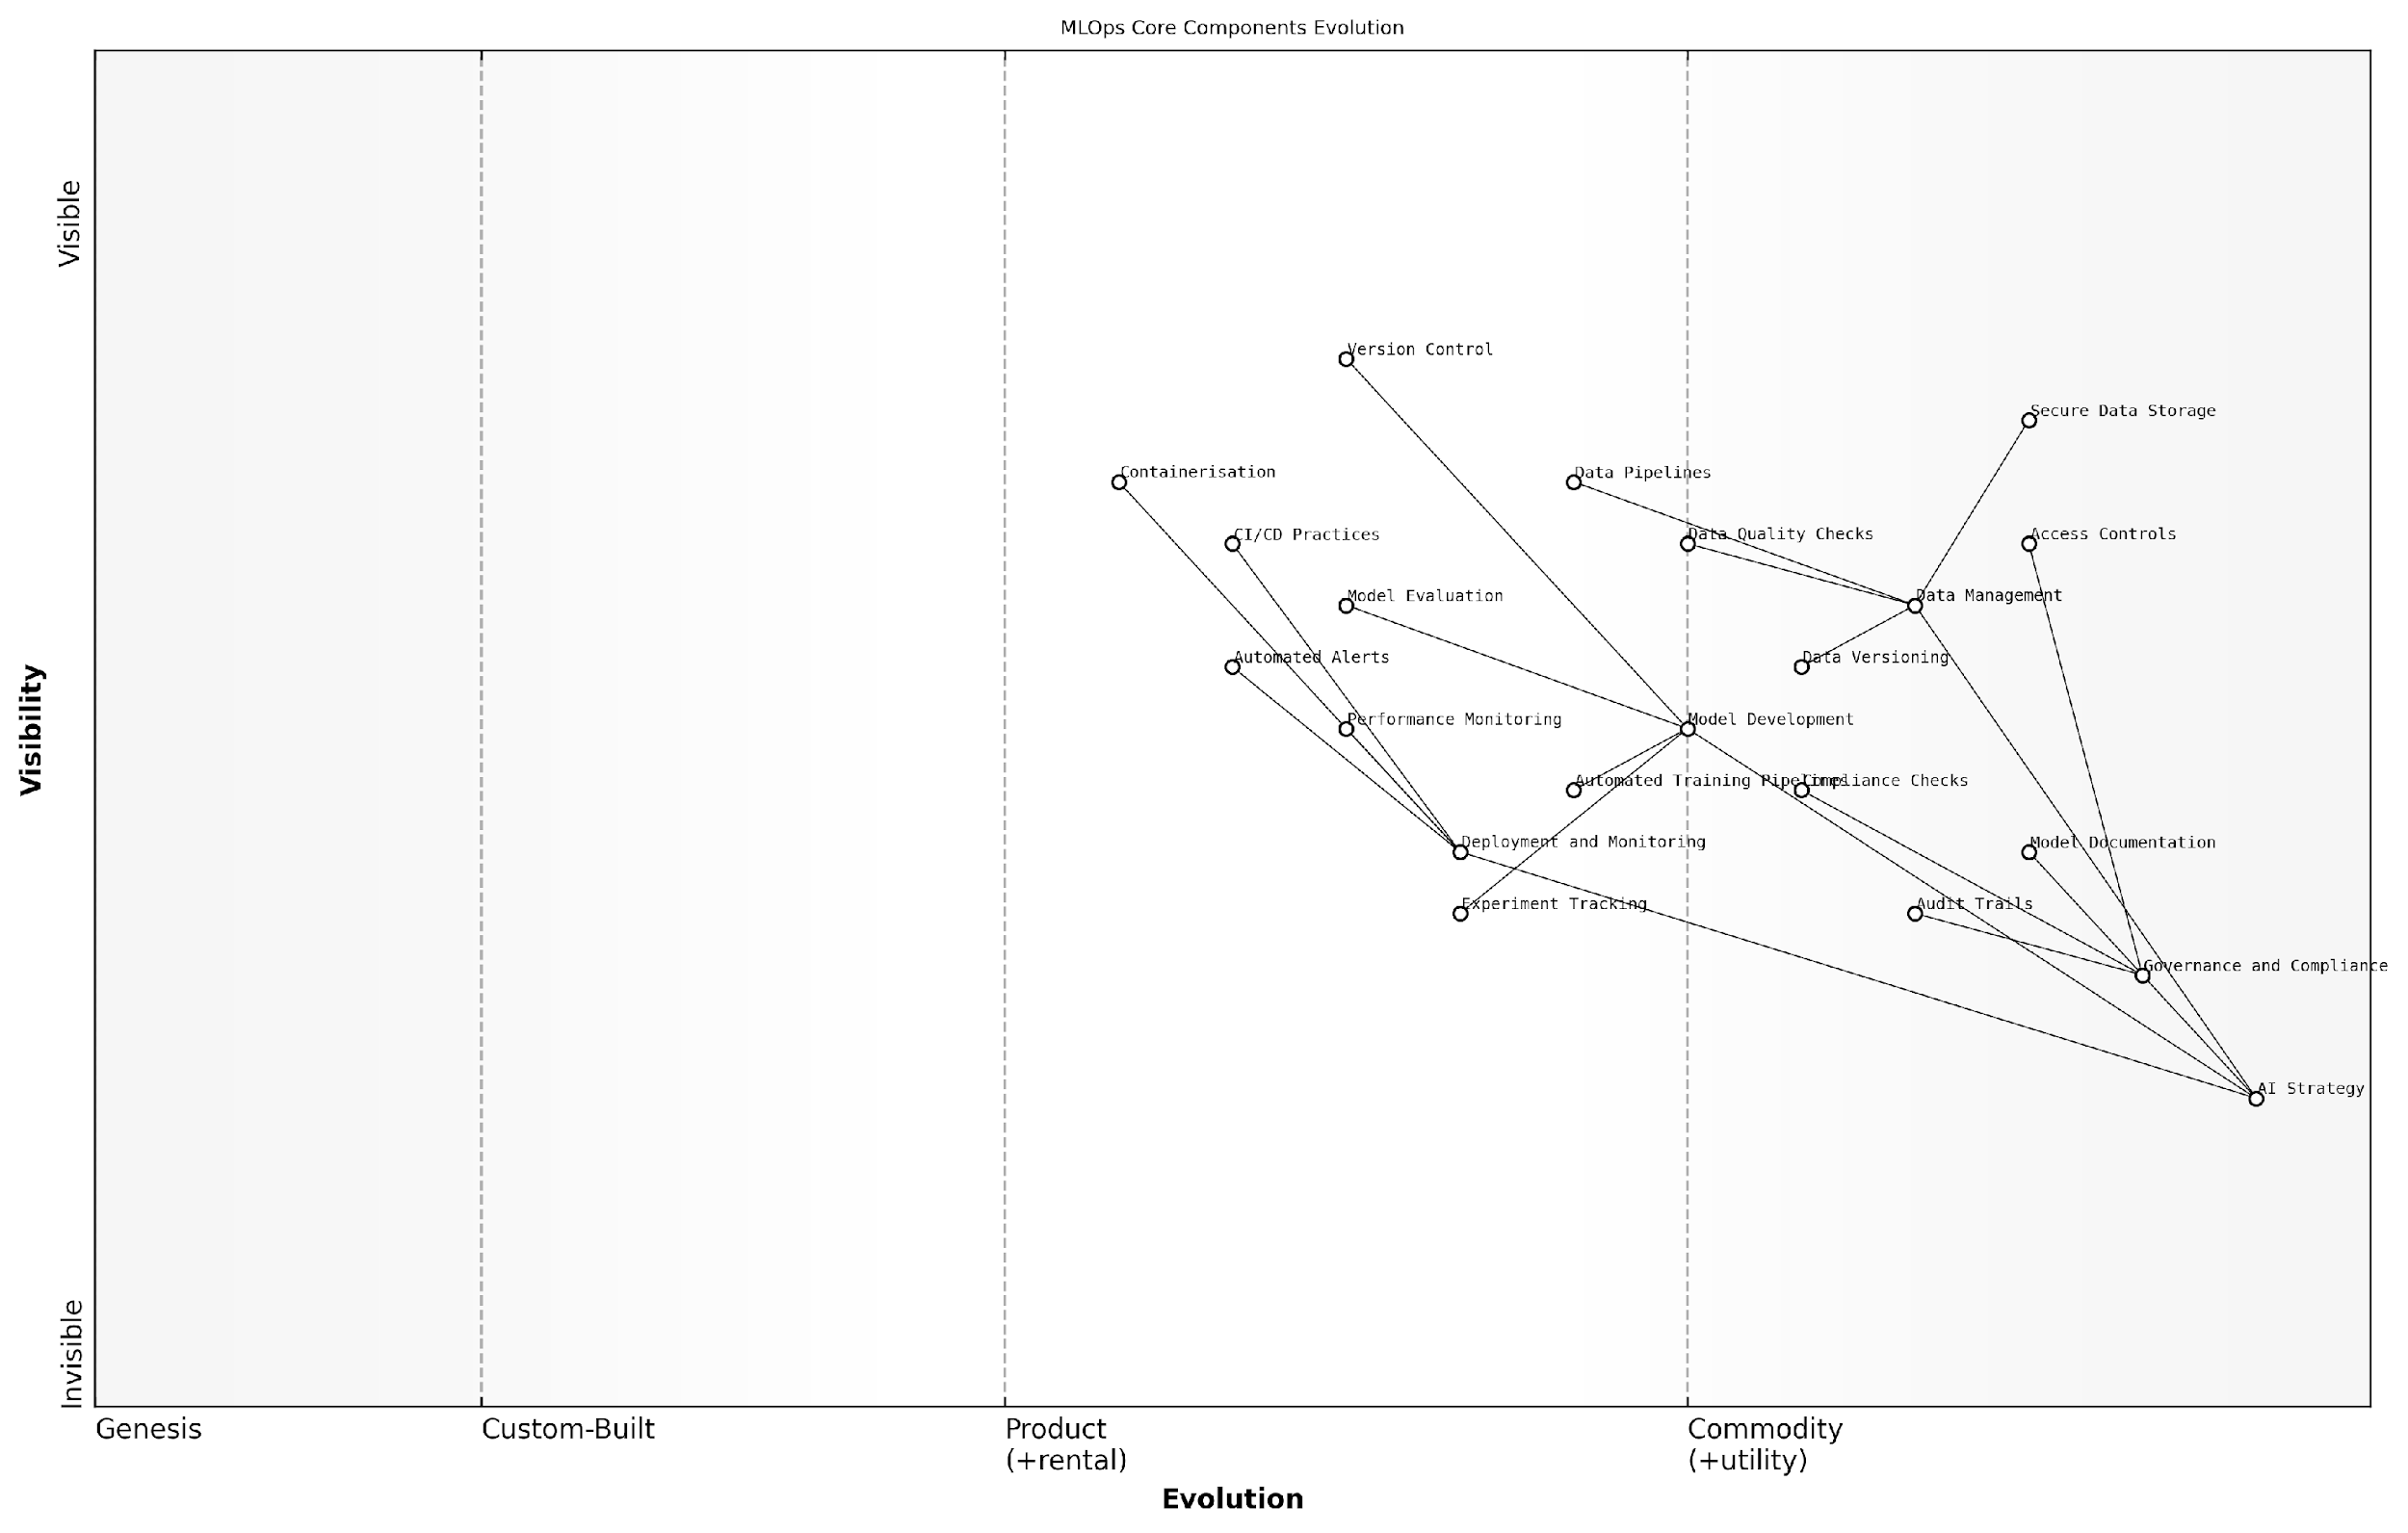 MLOps Core Components Evolution
Visible
Version Control
Secure Data Storage
Containerisation
Data Pipelines
CI/CD Practices
Data Quality Checks
Access Controls
Model Evaluation
Data Management
Automated Alerts
Data Versioning
Visibility
Performance Monitoring
Model Development
Automated Training Pipelines
Compliance Checks
Deployment and Monitoring
Model Documentation
Experiment Tracking
Audit Trails
Governance and Compliance
AI Strategy
Invisible
Genesis
Custom-Built
Product
(+rental)
Commodity
(+utility)
Evolution